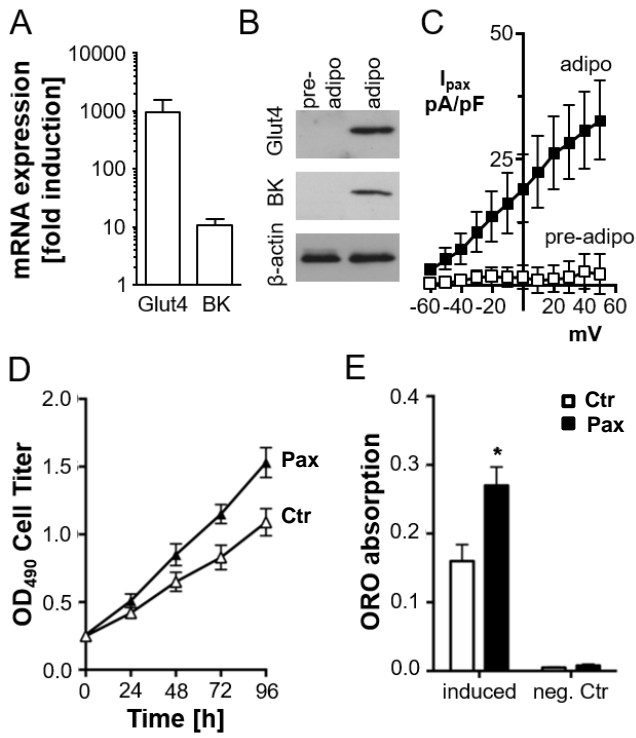 A
mRNA expression
[fold induction]
10000
1000
100
10
1
Glut4 BK
B
pre-
adipo
adipo
Glut4
BK
β-actin
C
50
I pax
pA/pF
25
adipo
pre-adipo
-60 -40 -20 20 40 60
mV
D
OD490 Cell Titer
2.0
1.5
1.0
0.5
0.0
Pax
Ctr
0 24 48 72 96
Time [h]
E
ORO absorption
0.4
0.3
0.2
0.1
0.0
Ctr
Pax
*
induced neg. Ctr